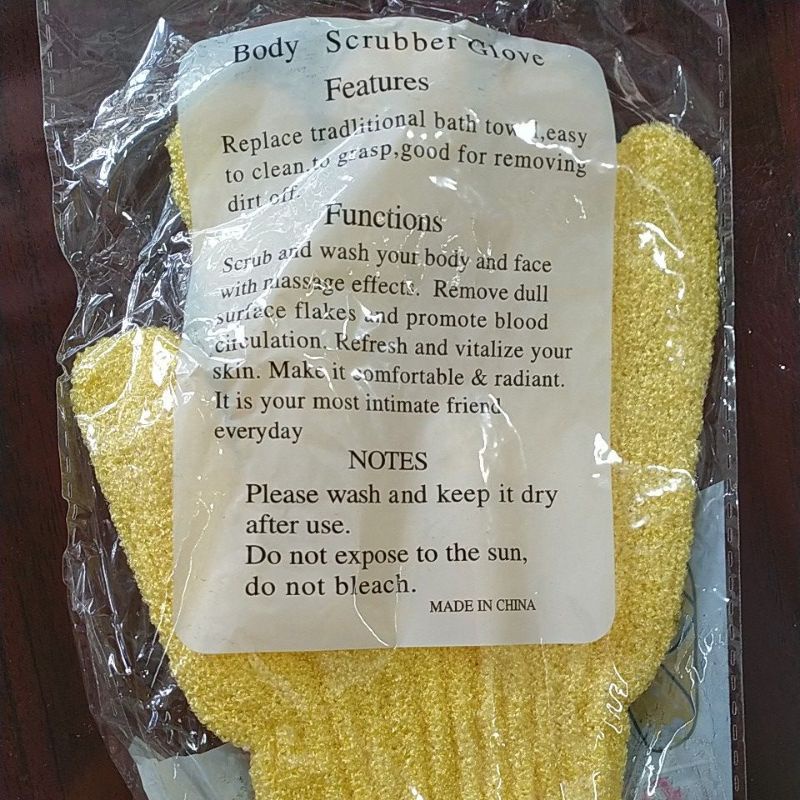 Body Scrubber Glove
Features
Replace tradlitional bath towel,easy
to clean.to grasp,good for removing
dirt off.
Functions
Scrub and wash your body and face
with massage effects. Remove dull
surface flakes and promote blood
circulation. Refresh and vitalize your
skin. Make it comfortable & radiant.
It is your most intimate friend
everyday
NOTES
Please wash and keep it dry
after use.
Do not expose to the sun,
do not bleach.
MADE IN CHINA